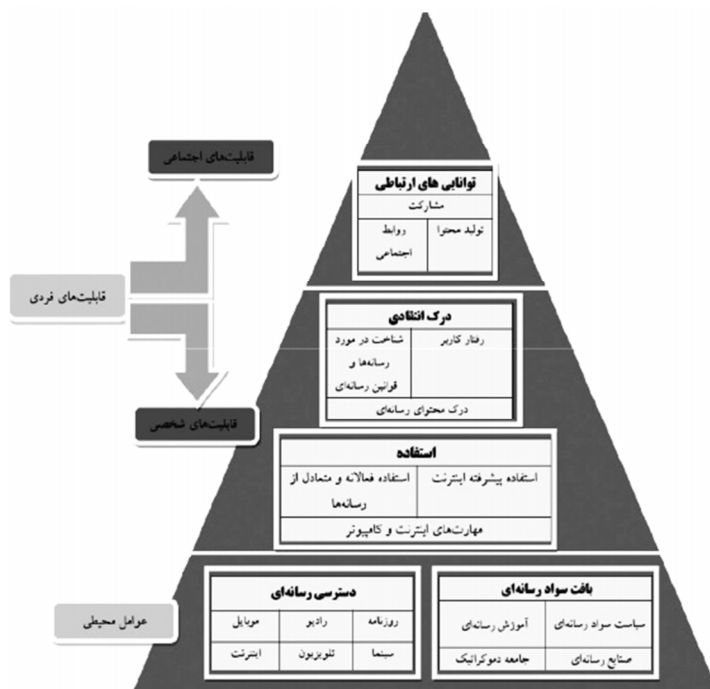 قابلیت‌های اجتماعی
قابلیت‌های فردی
قابلیت‌های شخصی
عوامل محیطی
توانایی های ارتباطی
مشارکت
تولید محتوا
روابط
اجتماعی
درک انتقادی
رفتار کاربر
شناخت در مورد
رسانه‌ها و
قوانین رسانه‌ای
درک محتوای رسانه‌ای
استفاده
استفاده پیشرفته اینترنت
استفاده فعالانه و متعادل از
رسانه‌ها
مهارت‌های اینترنت و کامپیوتر
بافت سواد رسانه‌ای
سیاست سواد رسانه‌ای
آموزش رسانه‌ای
صنایع رسانه‌ای
جامعه دموکراتیک
دسترسی رسانه‌ای
روزنامه
رادیو
موبایل
سینما
تلویزیون
اینترنت